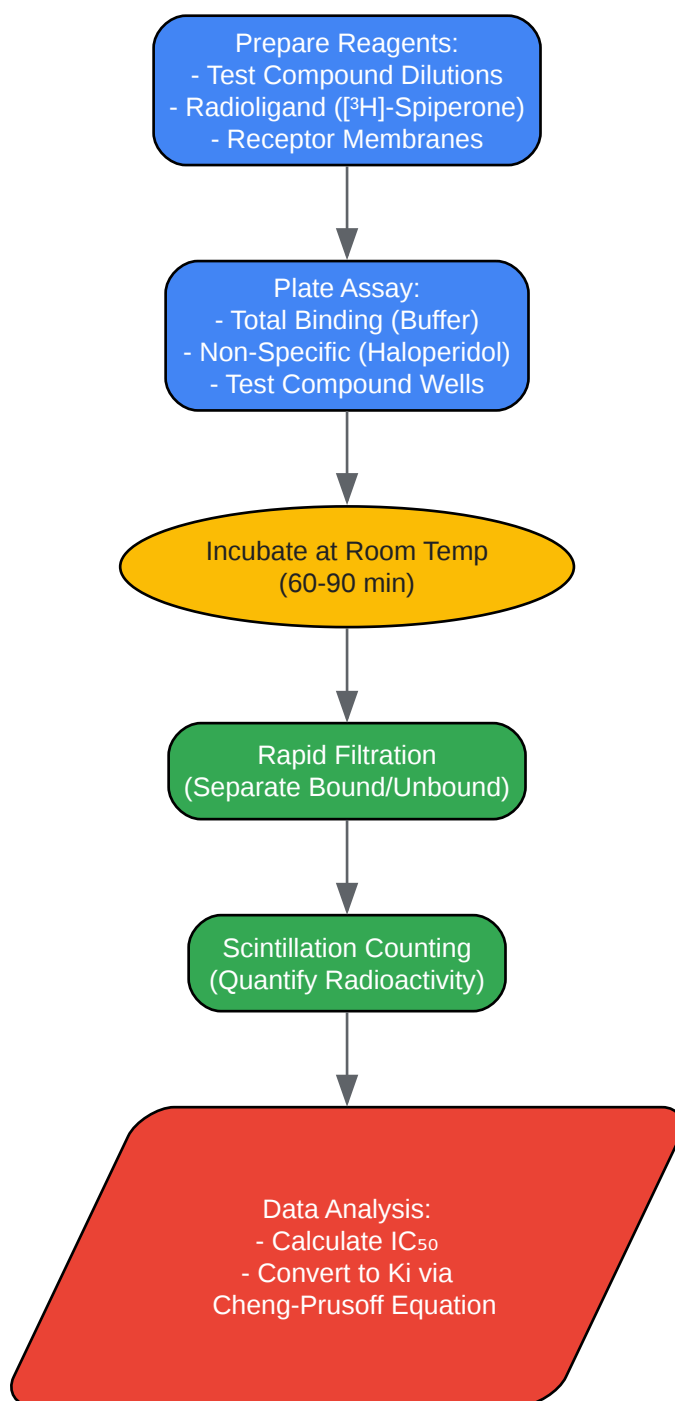 Prepare Reagents:
- Test Compound Dilutions
- Radioligand ([³H]-Spiperone)
- Receptor Membranes
Plate Assay:
- Total Binding (Buffer)
- Non-Specific (Haloperidol)
- Test Compound Wells
Incubate at Room Temp
(60-90 min)
Rapid Filtration
(Separate Bound/Unbound)
Scintillation Counting
(Quantify Radioactivity)
Data Analysis:
- Calculate IC₅₀
- Convert to Ki via
Cheng-Prusoff Equation